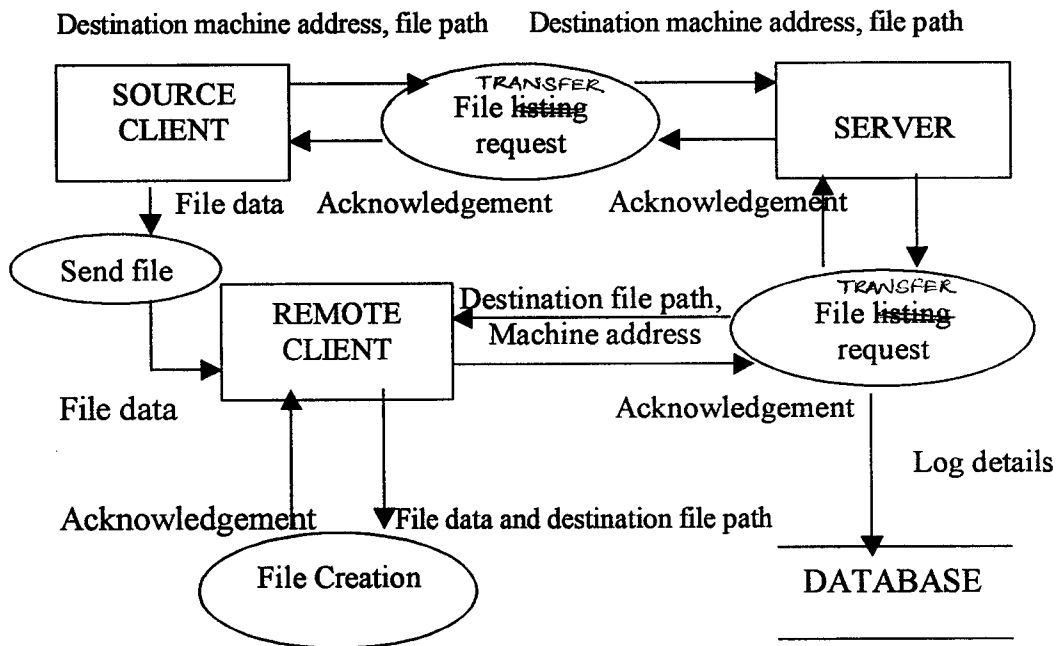 Destination machine address, file path
Destination machine address, file path
SOURCE
CLIENT
TRANSFER
File listing
request
SERVER
File data
Acknowledgement
Acknowledgement
Send file
REMOTE
CLIENT
Destination file path,
Machine address
TRANSFER
File listing
request
File data
Acknowledgement
Log details
Acknowledgement
File data and destination file path
File Creation
DATABASE